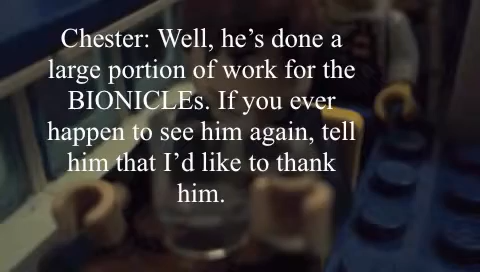 Chester: Well, he’s done a
large portion of work for the
BIONICLEs. If you ever
happen to see him again, tell
him that I’d like to thank
him.